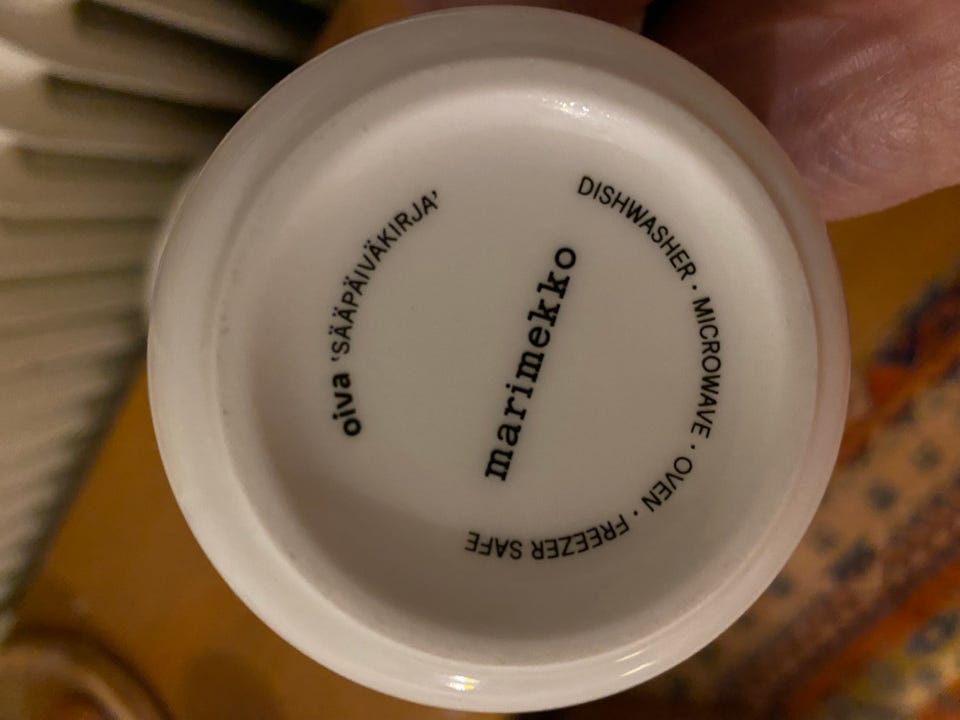 oiva 'SÄÄPÄIVÄKIRJA'
marimekko
DISHWASHER · MICROWAVE · OVEN · FREEZER SAFE